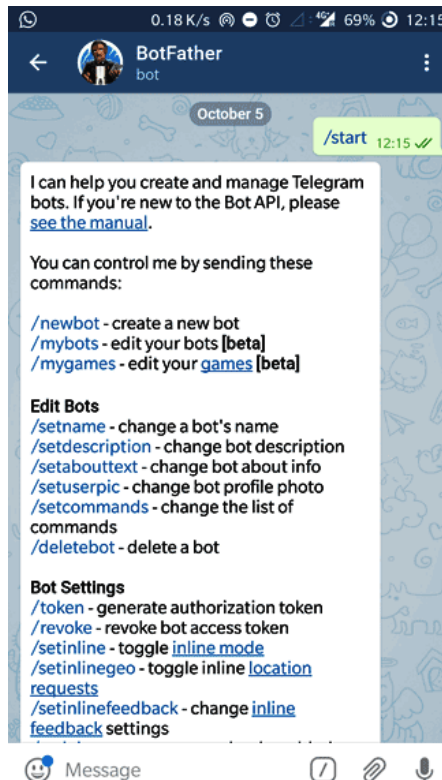 0.18 K/s 4G 69% 12:15
BotFather
bot
October 5
/start 12:15
I can help you create and manage Telegram
bots. If you're new to the Bot API, please
see the manual.
You can control me by sending these
commands:
/newbot - create a new bot
/mybots - edit your bots [beta]
/mygames - edit your games [beta]
Edit Bots
/setname - change a bot's name
/setdescription - change bot description
/setabouttext - change bot about info
/setuserpic - change bot profile photo
/setcommands - change the list of
commands
/deletebot - delete a bot
Bot Settings
/token - generate authorization token
/revoke - revoke bot access token
/setinline - toggle inline mode
/setinlinegeo - toggle inline location
requests
/setinlinefeedback - change inline
feedback settings
Message